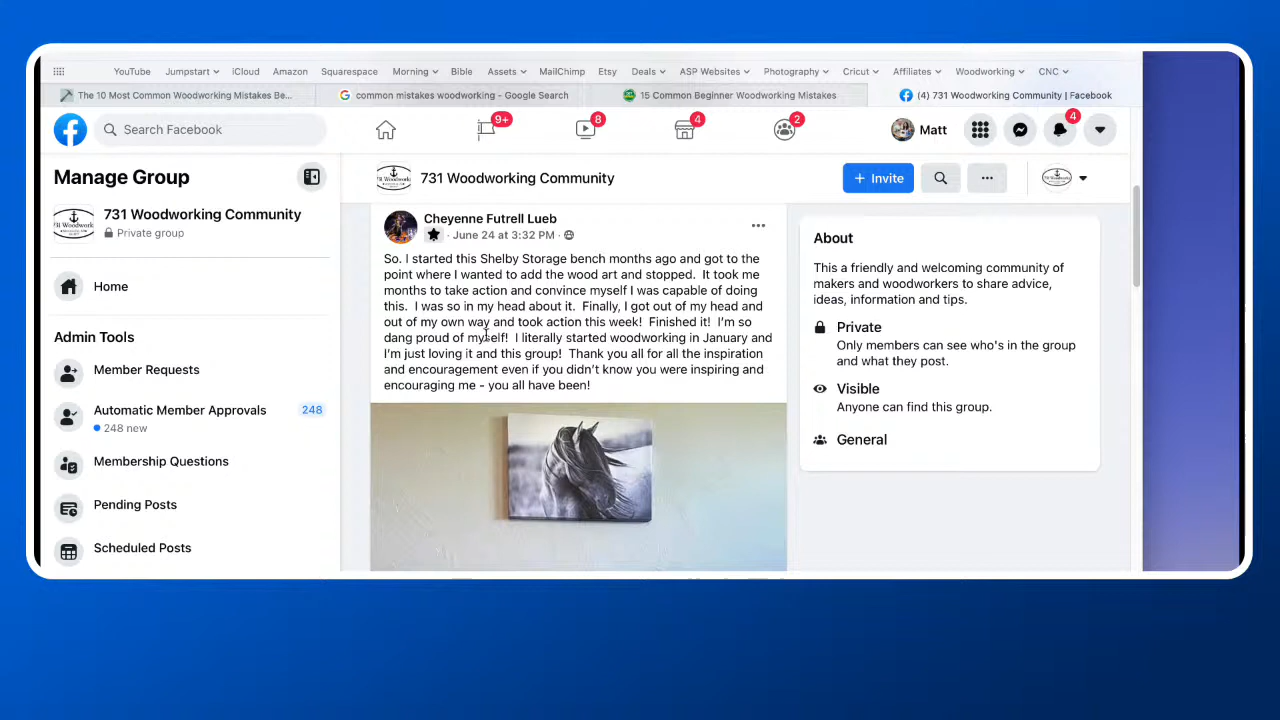 YouTube Jumpstart iCloud Amazon Squarespace Morning Bible Assets MailChimp Etsy Deals ASP Websites Photography Cricut Affiliates Woodworking CNC
The 10 Most Common Woodworking Mistakes Be... common mistakes woodworking - Google Search 15 Common Beginner Woodworking Mistakes (4) 731 Woodworking Community | Facebook
Search Facebook 9+ 8 4 2 Matt 4
Manage Group
731 Woodworking Community
Private group
Home
Admin Tools
Member Requests
Automatic Member Approvals 248
248 new
Membership Questions
Pending Posts
Scheduled Posts
731 Woodworking Community + Invite
Cheyenne Futrell Lueb
June 24 at 3:32 PM
So. I started this Shelby Storage bench months ago and got to the
point where I wanted to add the wood art and stopped. It took me
months to take action and convince myself I was capable of doing
this. I was so in my head about it. Finally, I got out of my head and
out of my own way and took action this week! Finished it! I'm so
dang proud of myself! I literally started woodworking in January and
I'm just loving it and this group! Thank you all for all the inspiration
and encouragement even if you didn't know you were inspiring and
encouraging me - you all have been!
About
This a friendly and welcoming community of
makers and woodworkers to share advice,
ideas, information and tips.
Private
Only members can see who's in the group
and what they post.
Visible
Anyone can find this group.
General